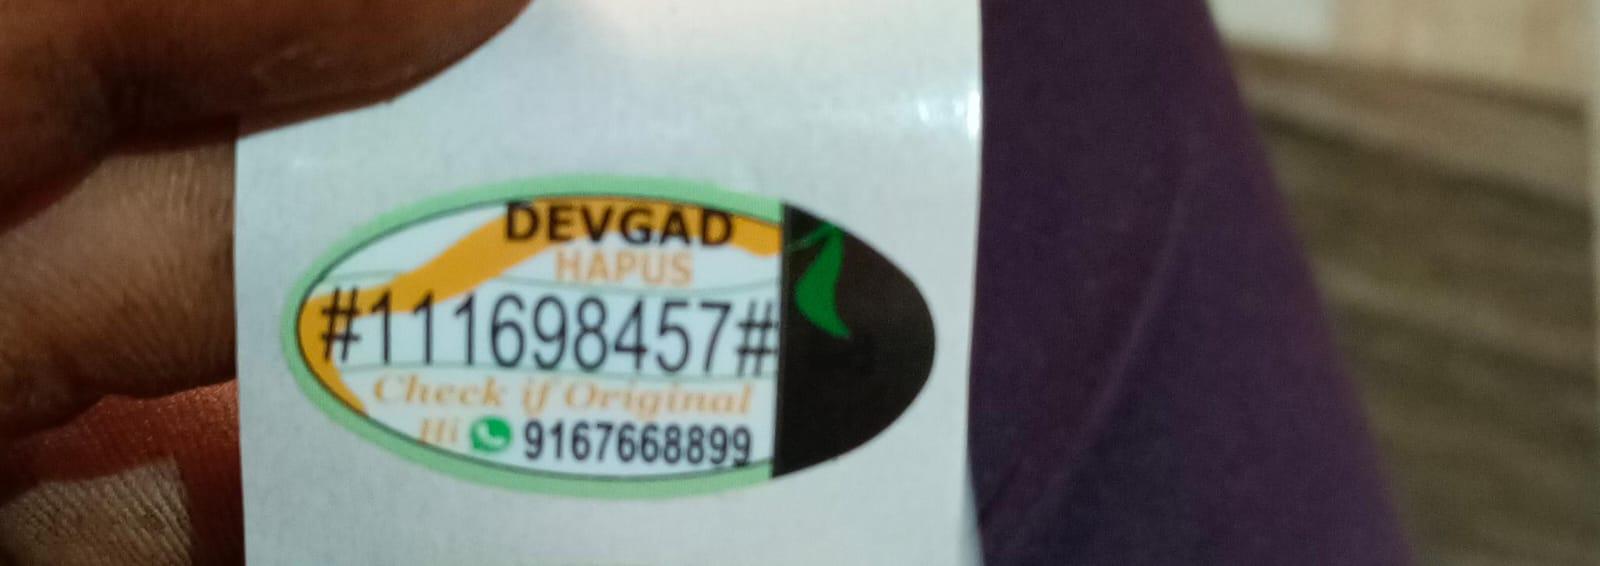 DEVGAD
HAPUS
#111698457#
Check if Original
Hi 9167668899